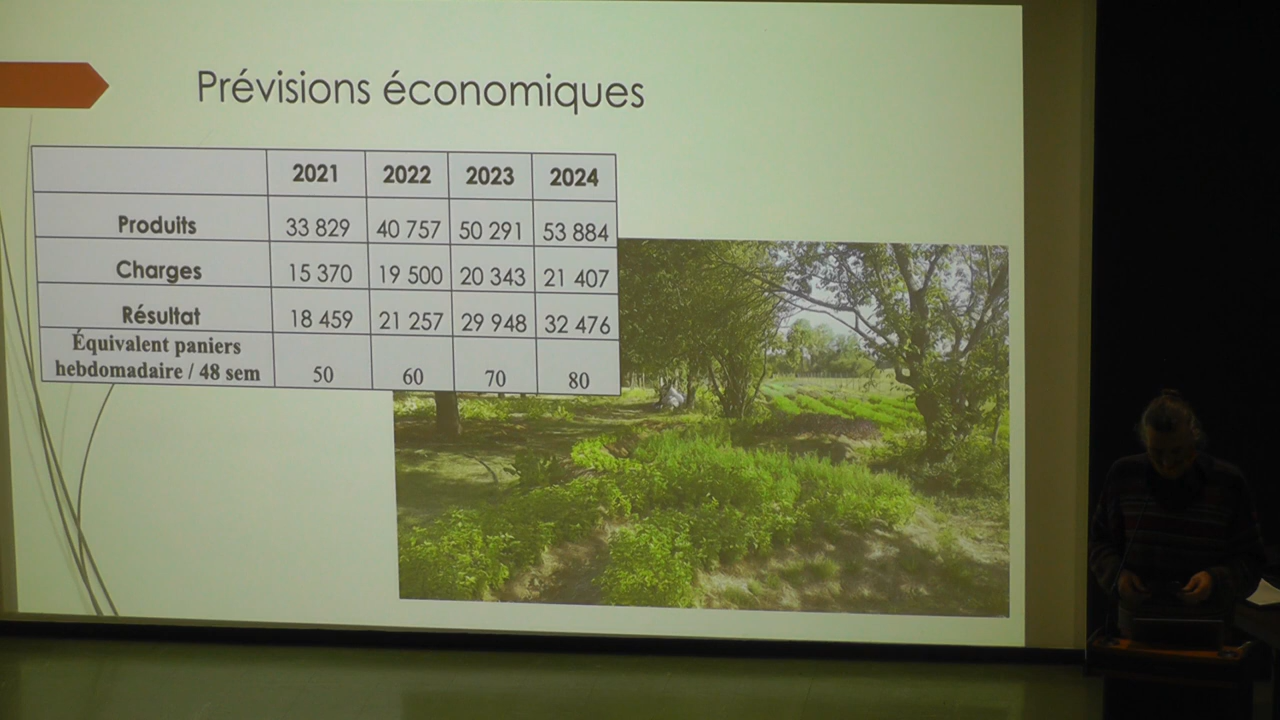 Prévisions économiques
2021 2022 2023 2024
Produits 33 829 40 757 50 291 53 884
Charges 15 370 19 500 20 343 21 407
Résultat 18 459 21 257 29 948 32 476
Équivalent paniers
hebdomadaire / 48 sem 50 60 70 80